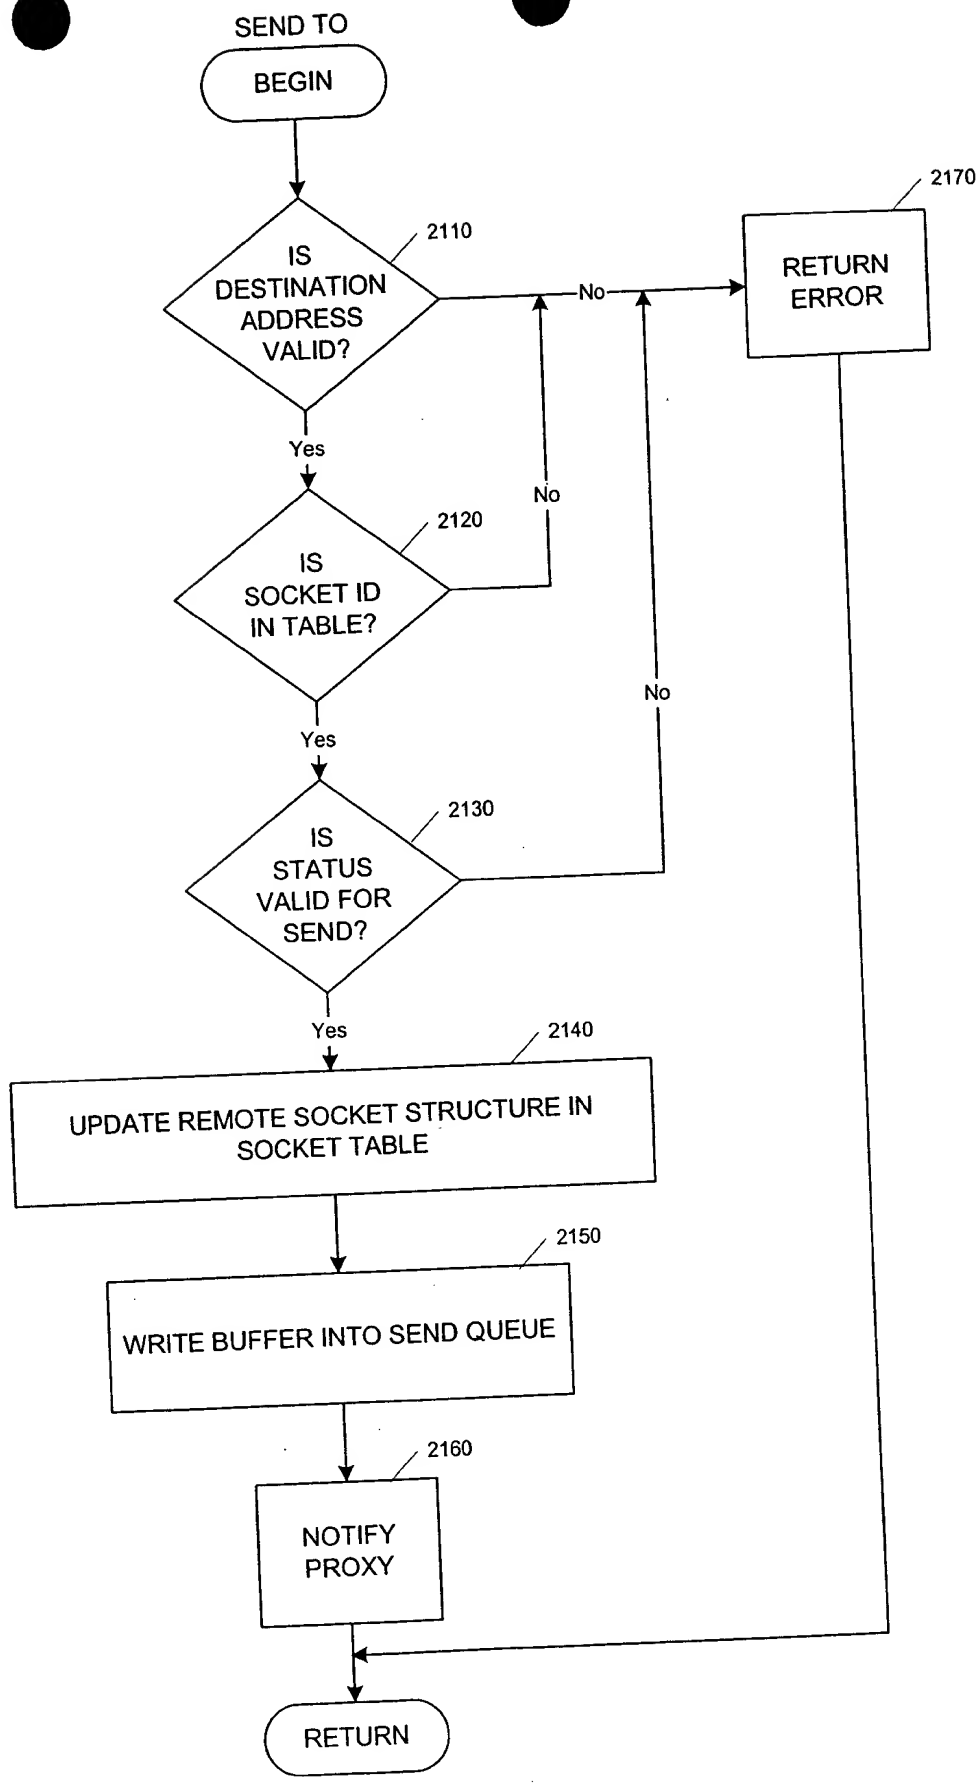 SEND TO
BEGIN
2170
2110
IS
DESTINATION
ADDRESS
VALID?
No
RETURN
ERROR
Yes
No
2120
IS
SOCKET ID
IN TABLE?
No
Yes
2130
IS
STATUS
VALID FOR
SEND?
Yes
2140
UPDATE REMOTE SOCKET STRUCTURE IN
SOCKET TABLE
2150
WRITE BUFFER INTO SEND QUEUE
2160
NOTIFY
PROXY
RETURN